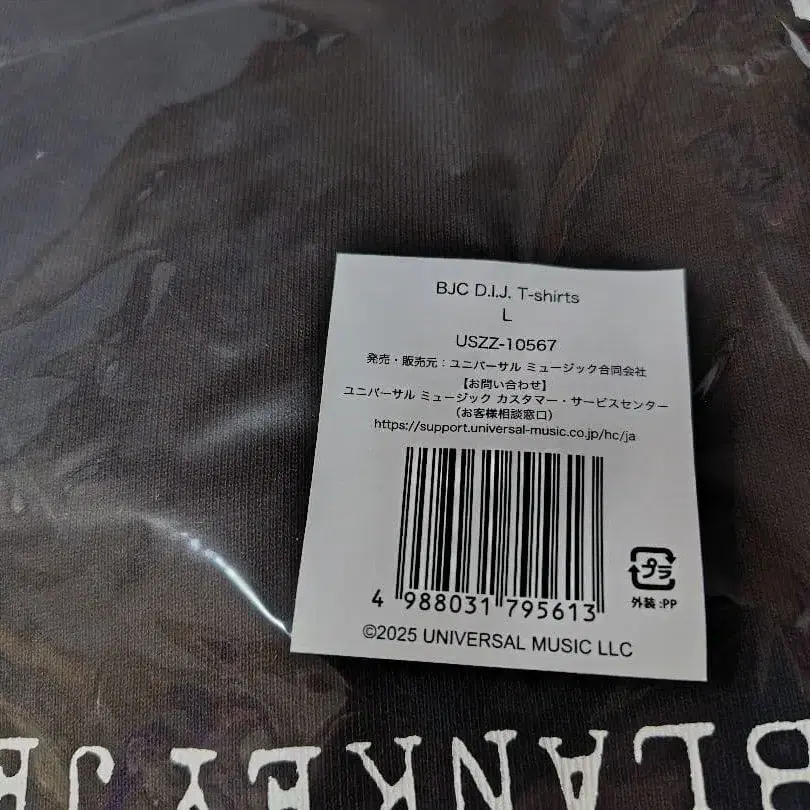 BJC D.I.J. T-shirts
L
USZZ-10567
発売・販売元：ユニバーサル ミュージック合同会社
【お問い合わせ】
ユニバーサル ミュージック カスタマー・サービスセンター
（お客様相談窓口）
https://support.universal-music.co.jp/hc/ja
4 988031 795613
プラ
外装:PP
©2025 UNIVERSAL MUSIC LLC
BLANKEY JE